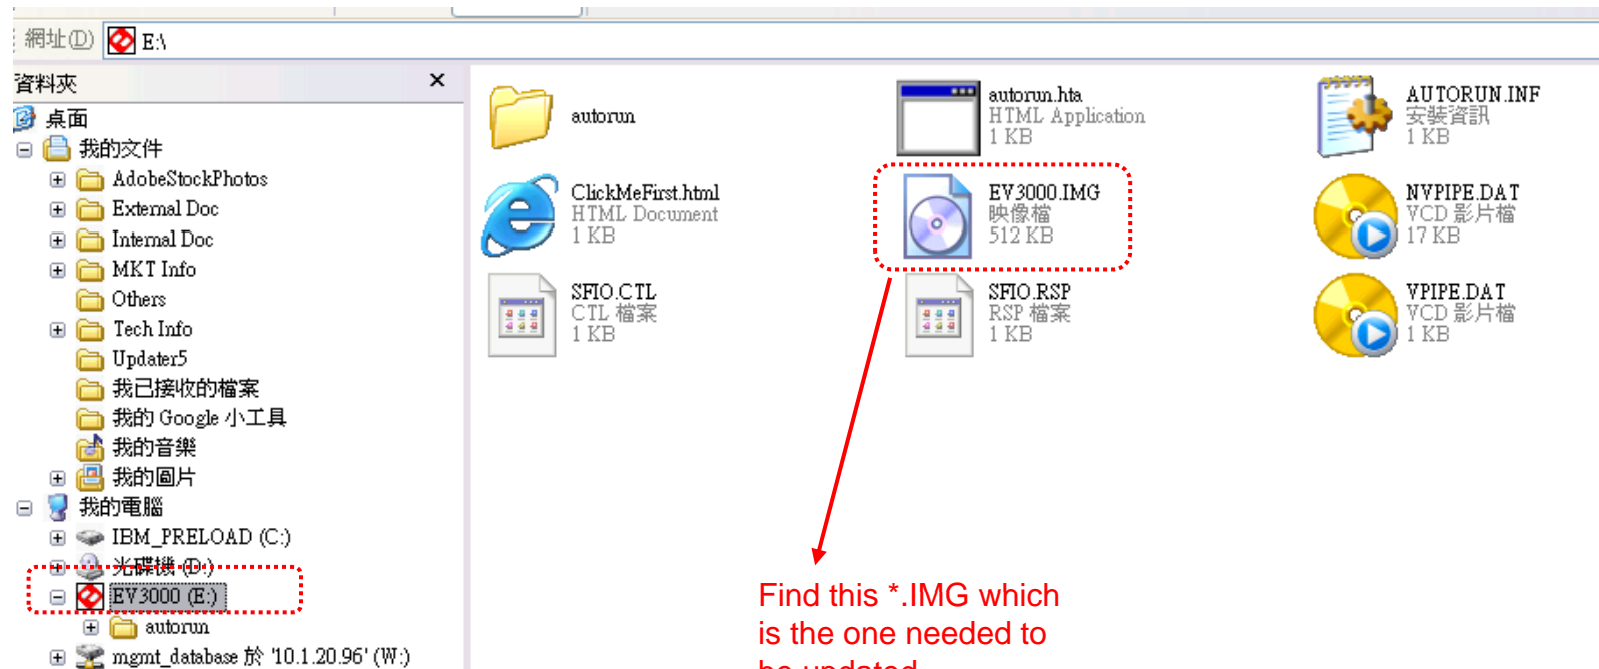 網址(D) E:\
資料夾
×
桌面
我的文件
AdobeStockPhotos
External Doc
Internal Doc
MKT Info
Others
Tech Info
Updater5
我已接收的檔案
我的 Google 小工具
我的音樂
我的圖片
我的電腦
IBM_PRELOAD (C:)
光碟機 (D:)
EV3000 (E:)
autorun
mgmt_database 於 '10.1.20.96' (W:)
autorun
autorun.hta
HTML Application
1 KB
AUTORUN.INF
安裝資訊
1 KB
ClickMeFirst.html
HTML Document
1 KB
EV3000.IMG
映像檔
512 KB
NVPIPE.DAT
VCD 影片檔
17 KB
SFIO.CTL
CTL 檔案
1 KB
SFIO.RSP
RSP 檔案
1 KB
VPIPE.DAT
VCD 影片檔
1 KB
Find this *.IMG which
is the one needed to
be updated